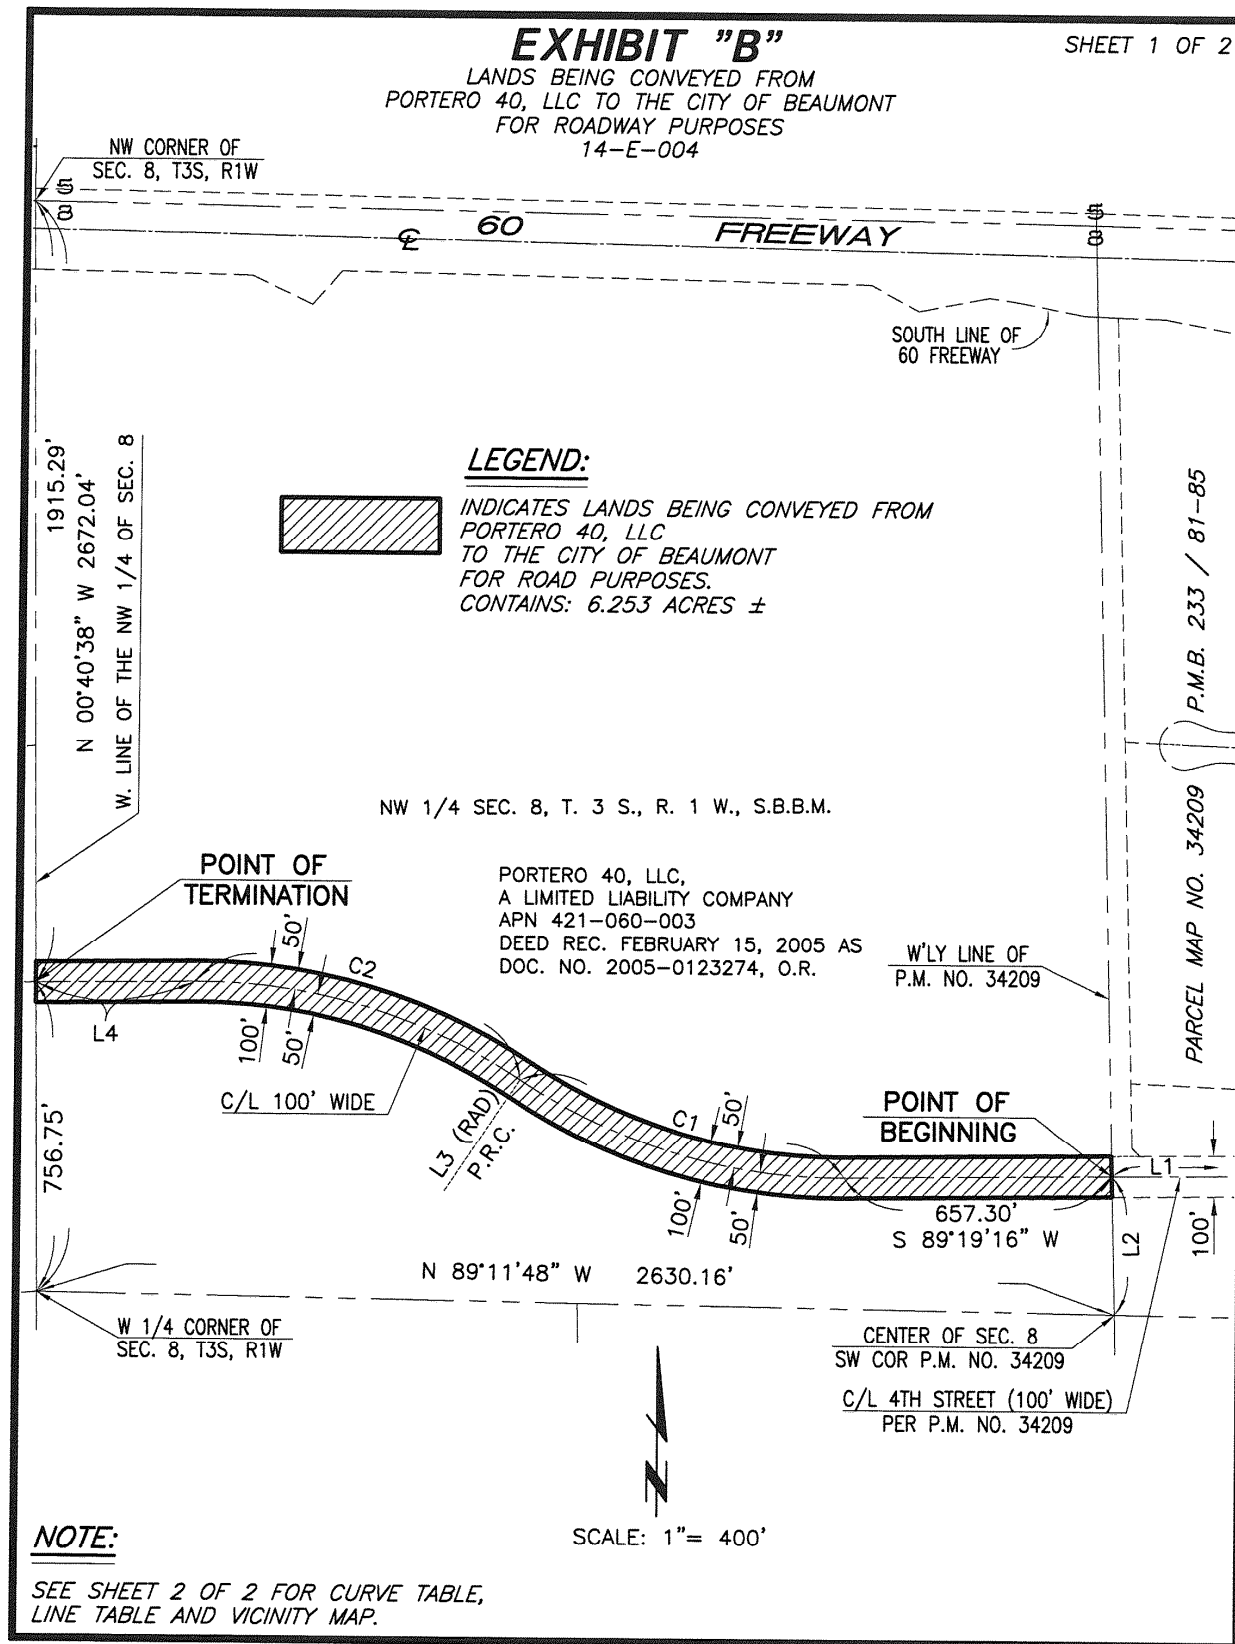 EXHIBIT "B"
SHEET 1 OF 2
LANDS BEING CONVEYED FROM
PORTERO 40, LLC TO THE CITY OF BEAUMONT
FOR ROADWAY PURPOSES
14-E-004
NW CORNER OF
SEC. 8, T3S, R1W
5
8
5
8
℄
60 FREEWAY
SOUTH LINE OF
60 FREEWAY
1915.29'
N 00°40'38" W 2672.04'
W. LINE OF THE NW 1/4 OF SEC. 8
LEGEND:
INDICATES LANDS BEING CONVEYED FROM
PORTERO 40, LLC
TO THE CITY OF BEAUMONT
FOR ROAD PURPOSES.
CONTAINS: 6.253 ACRES ±
PARCEL MAP NO. 34209 P.M.B. 233 / 81-85
NW 1/4 SEC. 8, T. 3 S., R. 1 W., S.B.B.M.
POINT OF
TERMINATION
PORTERO 40, LLC,
A LIMITED LIABILITY COMPANY
APN 421-060-003
DEED REC. FEBRUARY 15, 2005 AS
DOC. NO. 2005-0123274, O.R.
W'LY LINE OF
P.M. NO. 34209
50'
C2
L4
100'
50'
C/L 100' WIDE
756.75'
L3 (RAD)
P.R.C.
C1
50'
100'
50'
POINT OF
BEGINNING
L1
657.30'
S 89°19'16" W
L2
100'
N 89°11'48" W 2630.16'
W 1/4 CORNER OF
SEC. 8, T3S, R1W
CENTER OF SEC. 8
SW COR P.M. NO. 34209
C/L 4TH STREET (100' WIDE)
PER P.M. NO. 34209
N
SCALE: 1"= 400'
NOTE:
SEE SHEET 2 OF 2 FOR CURVE TABLE,
LINE TABLE AND VICINITY MAP.